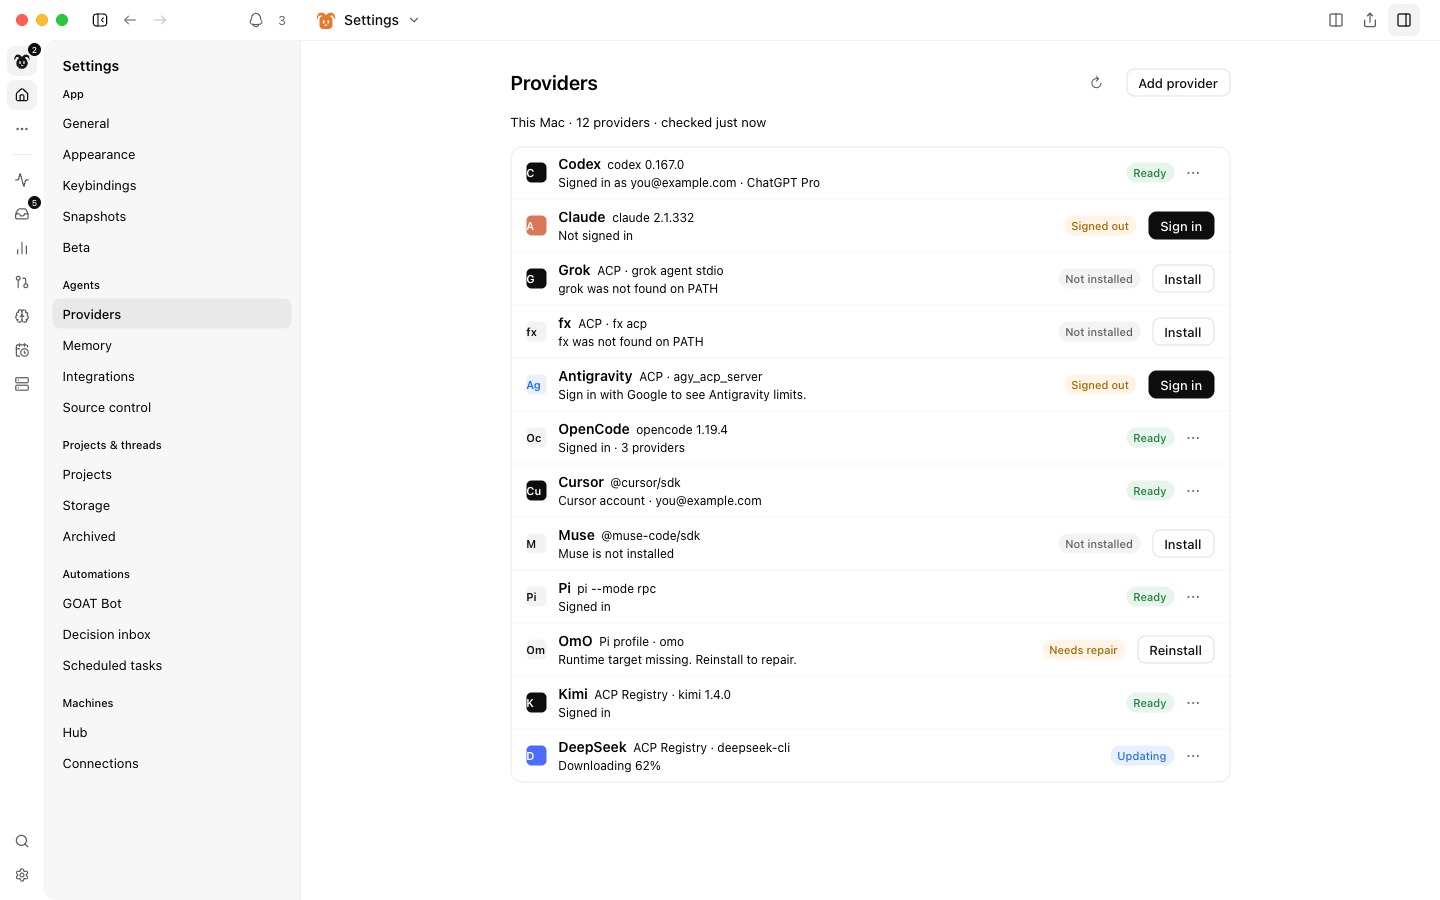 3
Settings
2
5
Settings
App
General
Appearance
Keybindings
Snapshots
Beta
Agents
Providers
Memory
Integrations
Source control
Projects & threads
Projects
Storage
Archived
Automations
GOAT Bot
Decision inbox
Scheduled tasks
Machines
Hub
Connections
Providers
Add provider
This Mac · 12 providers · checked just now
C Codex codex 0.167.0 Ready
Signed in as you@example.com · ChatGPT Pro
A Claude claude 2.1.332 Signed out Sign in
Not signed in
G Grok ACP · grok agent stdio Not installed Install
grok was not found on PATH
fx fx ACP · fx acp Not installed Install
fx was not found on PATH
Ag Antigravity ACP · agy_acp_server Signed out Sign in
Sign in with Google to see Antigravity limits.
Oc OpenCode opencode 1.19.4 Ready
Signed in · 3 providers
Cu Cursor @cursor/sdk Ready
Cursor account · you@example.com
M Muse @muse-code/sdk Not installed Install
Muse is not installed
Pi Pi pi --mode rpc Ready
Signed in
Om OmO Pi profile · omo Needs repair Reinstall
Runtime target missing. Reinstall to repair.
K Kimi ACP Registry · kimi 1.4.0 Ready
Signed in
D DeepSeek ACP Registry · deepseek-cli Updating
Downloading 62%